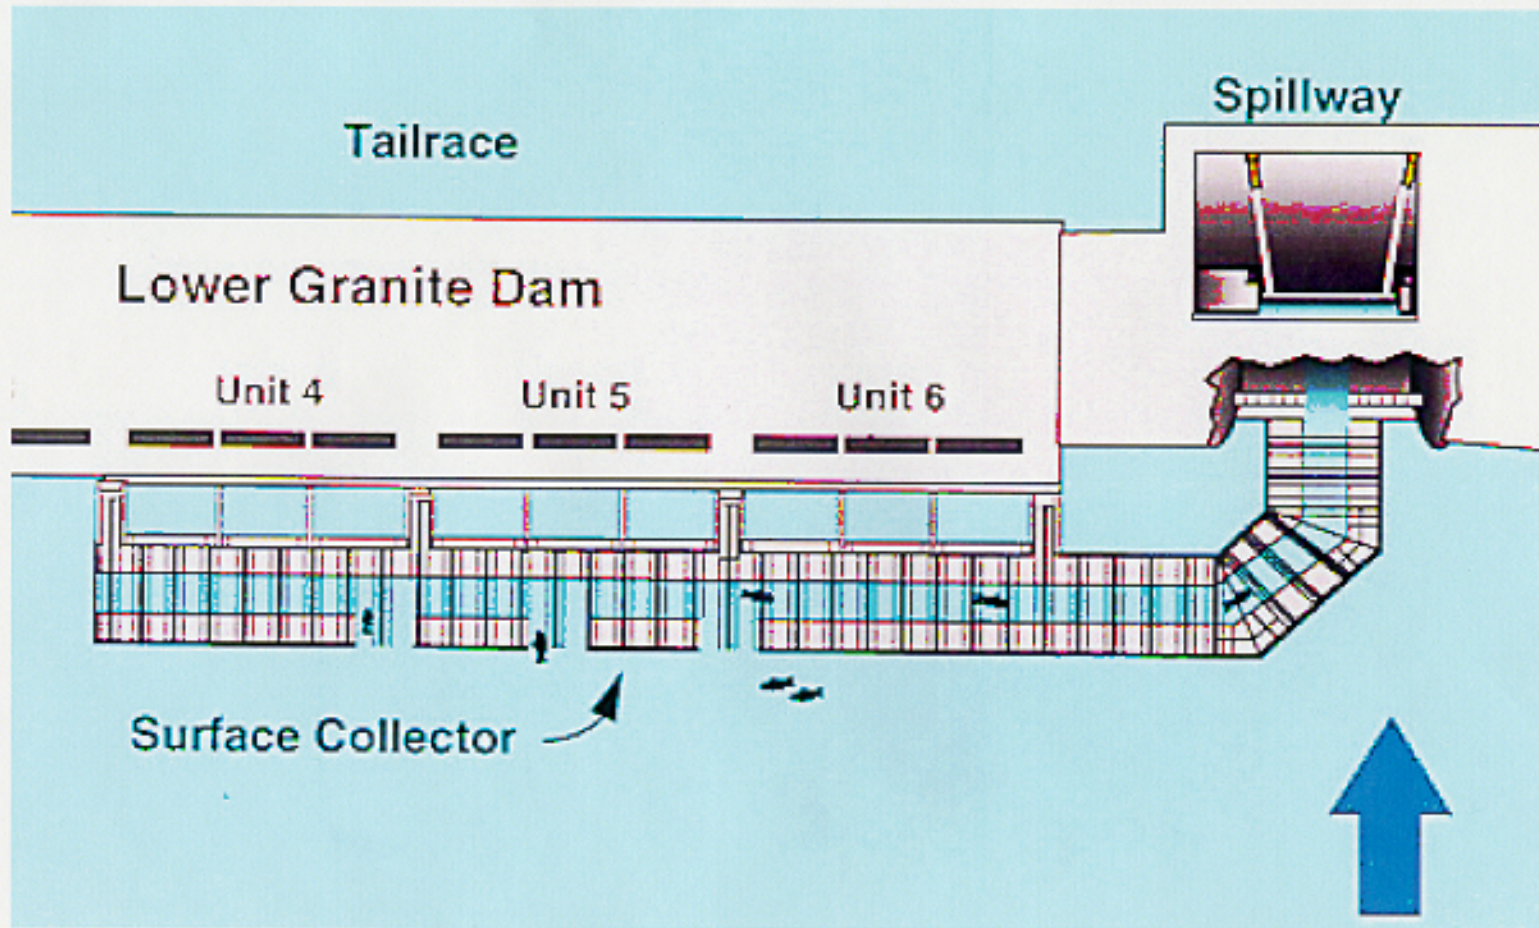 Spillway
Tailrace
Lower Granite Dam
Unit 4
Unit 5
Unit 6
Surface Collector